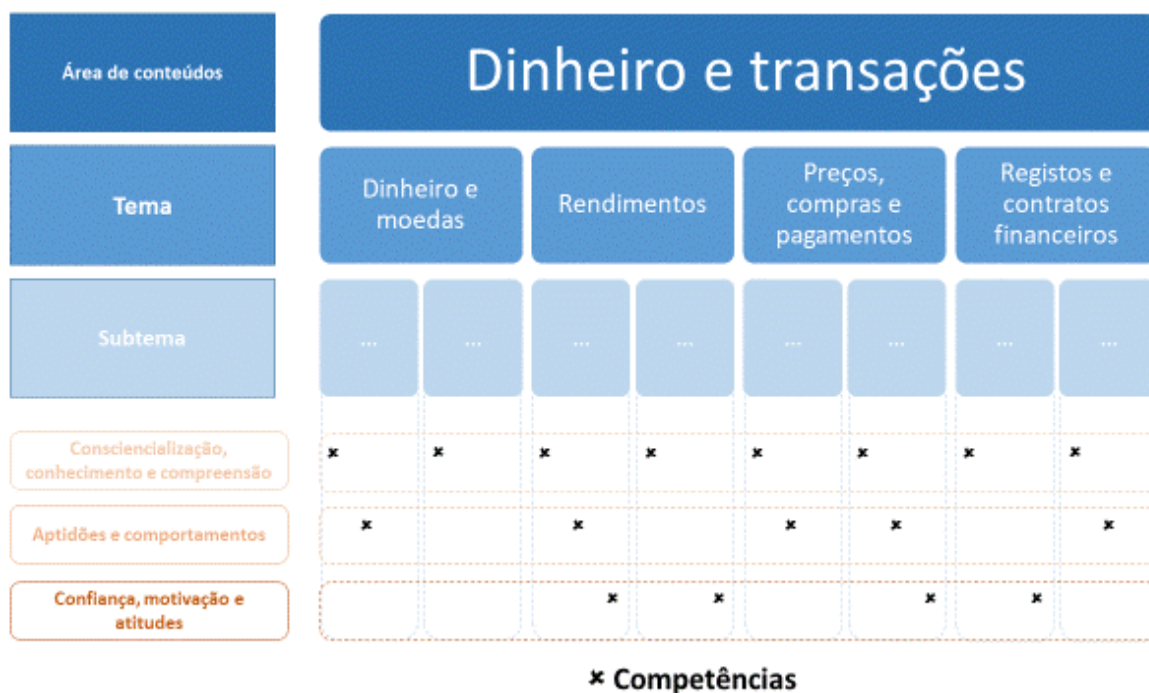 Área de conteúdos
Dinheiro e transações
Tema
Dinheiro e
moedas
Rendimentos
Preços,
compras e
pagamentos
Registos e
contratos
financeiros
Subtema
...
...
...
...
...
...
...
...
Consciencialização,
conhecimento e compreensão
Aptidões e comportamentos
Confiança, motivação e
atitudes
× Competências